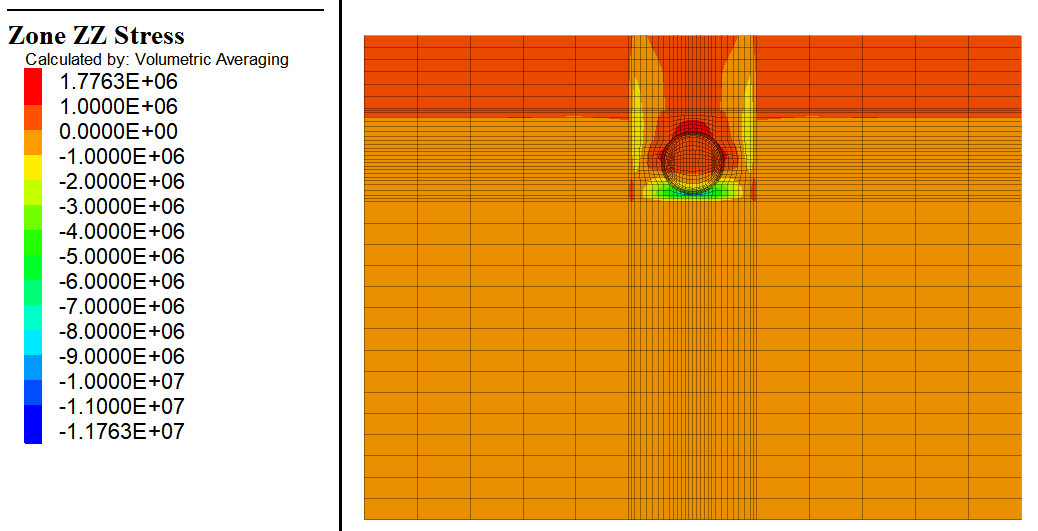 Zone ZZ Stress
Calculated by: Volumetric Averaging
1.7763E+06
1.0000E+06
0.0000E+00
-1.0000E+06
-2.0000E+06
-3.0000E+06
-4.0000E+06
-5.0000E+06
-6.0000E+06
-7.0000E+06
-8.0000E+06
-9.0000E+06
-1.0000E+07
-1.1000E+07
-1.1763E+07